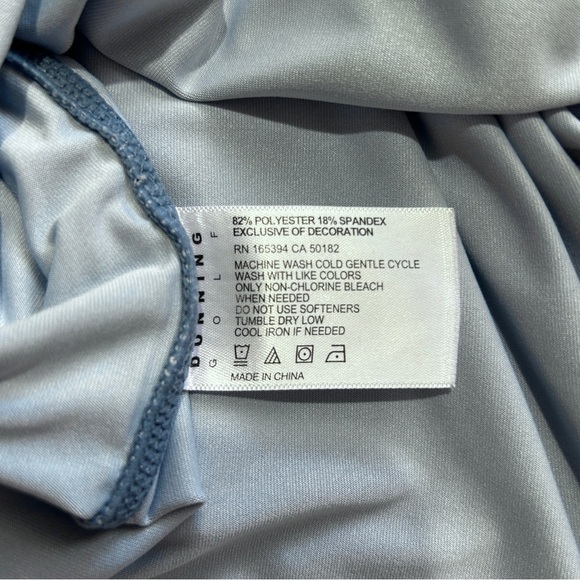 DUNNING
GOLF
82% POLYESTER 18% SPANDEX
EXCLUSIVE OF DECORATION
RN 165394 CA 50182
MACHINE WASH COLD GENTLE CYCLE
WASH WITH LIKE COLORS
ONLY NON-CHLORINE BLEACH
WHEN NEEDED
DO NOT USE SOFTENERS
TUMBLE DRY LOW
COOL IRON IF NEEDED
MADE IN CHINA